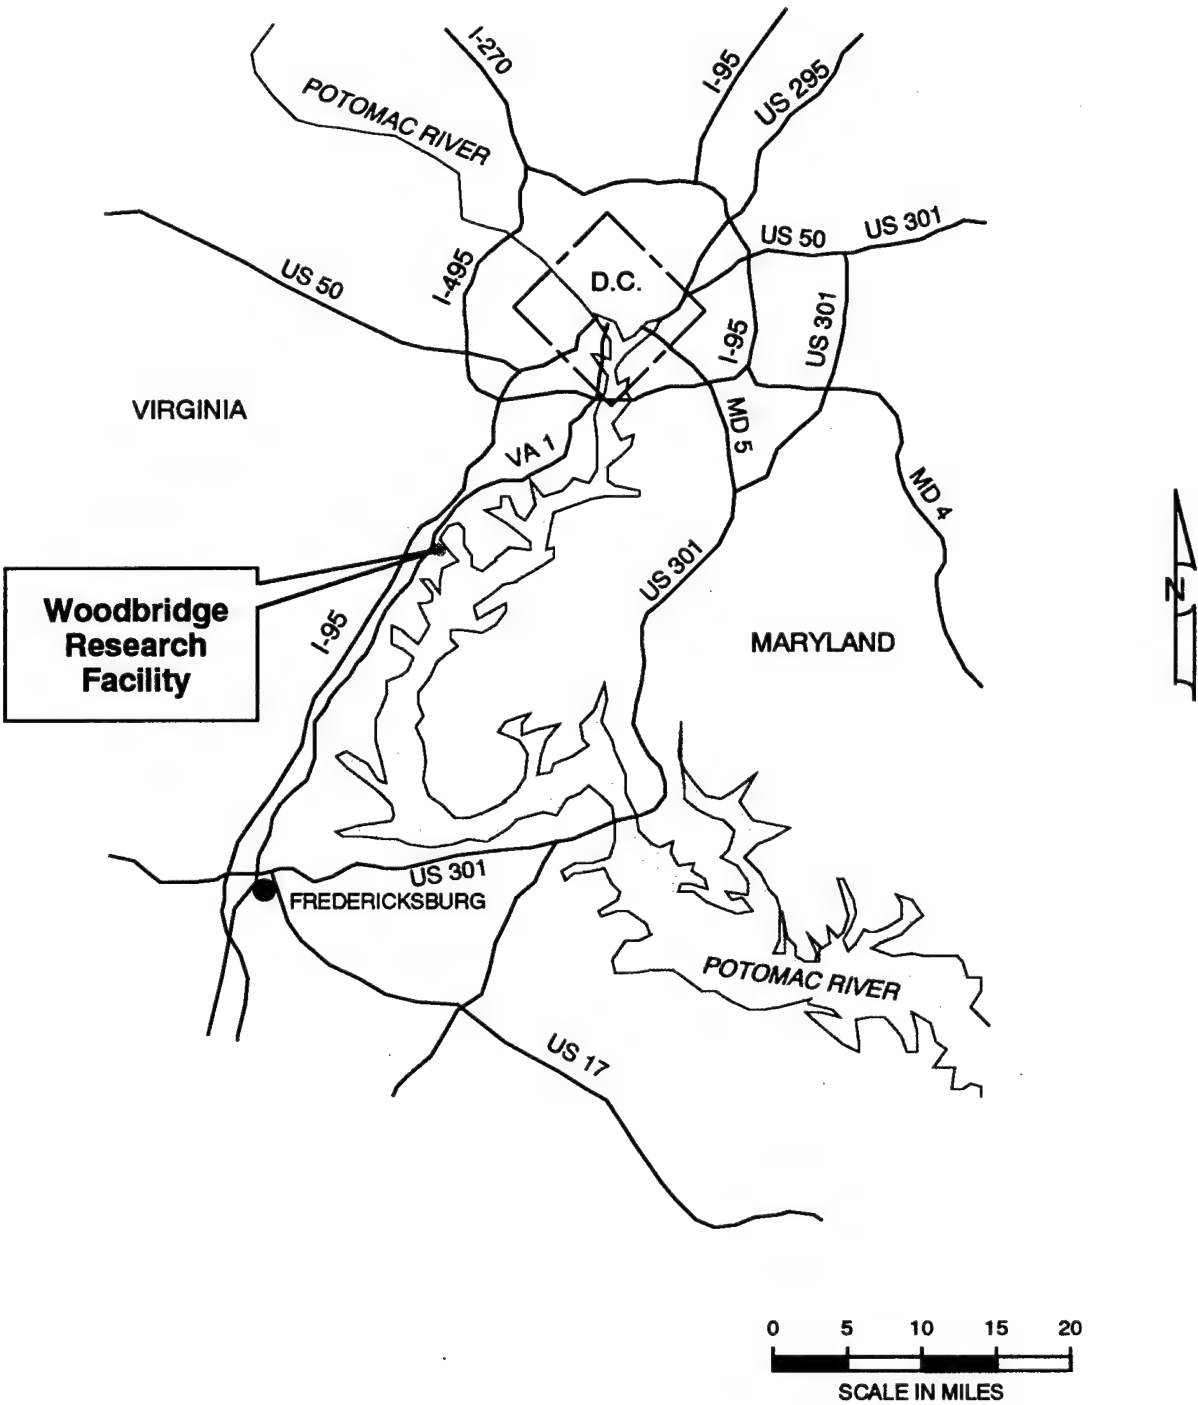 I-270
I-95
US 295
POTOMAC RIVER
US 50
US 301
US 50
I-495
D.C.
US 301
I-95
VIRGINIA
MD 5
VA 1
MD 4
US 301
Woodbridge
Research
Facility
I-95
MARYLAND
N
US 301
FREDERICKSBURG
POTOMAC RIVER
US 17
0 5 10 15 20
SCALE IN MILES